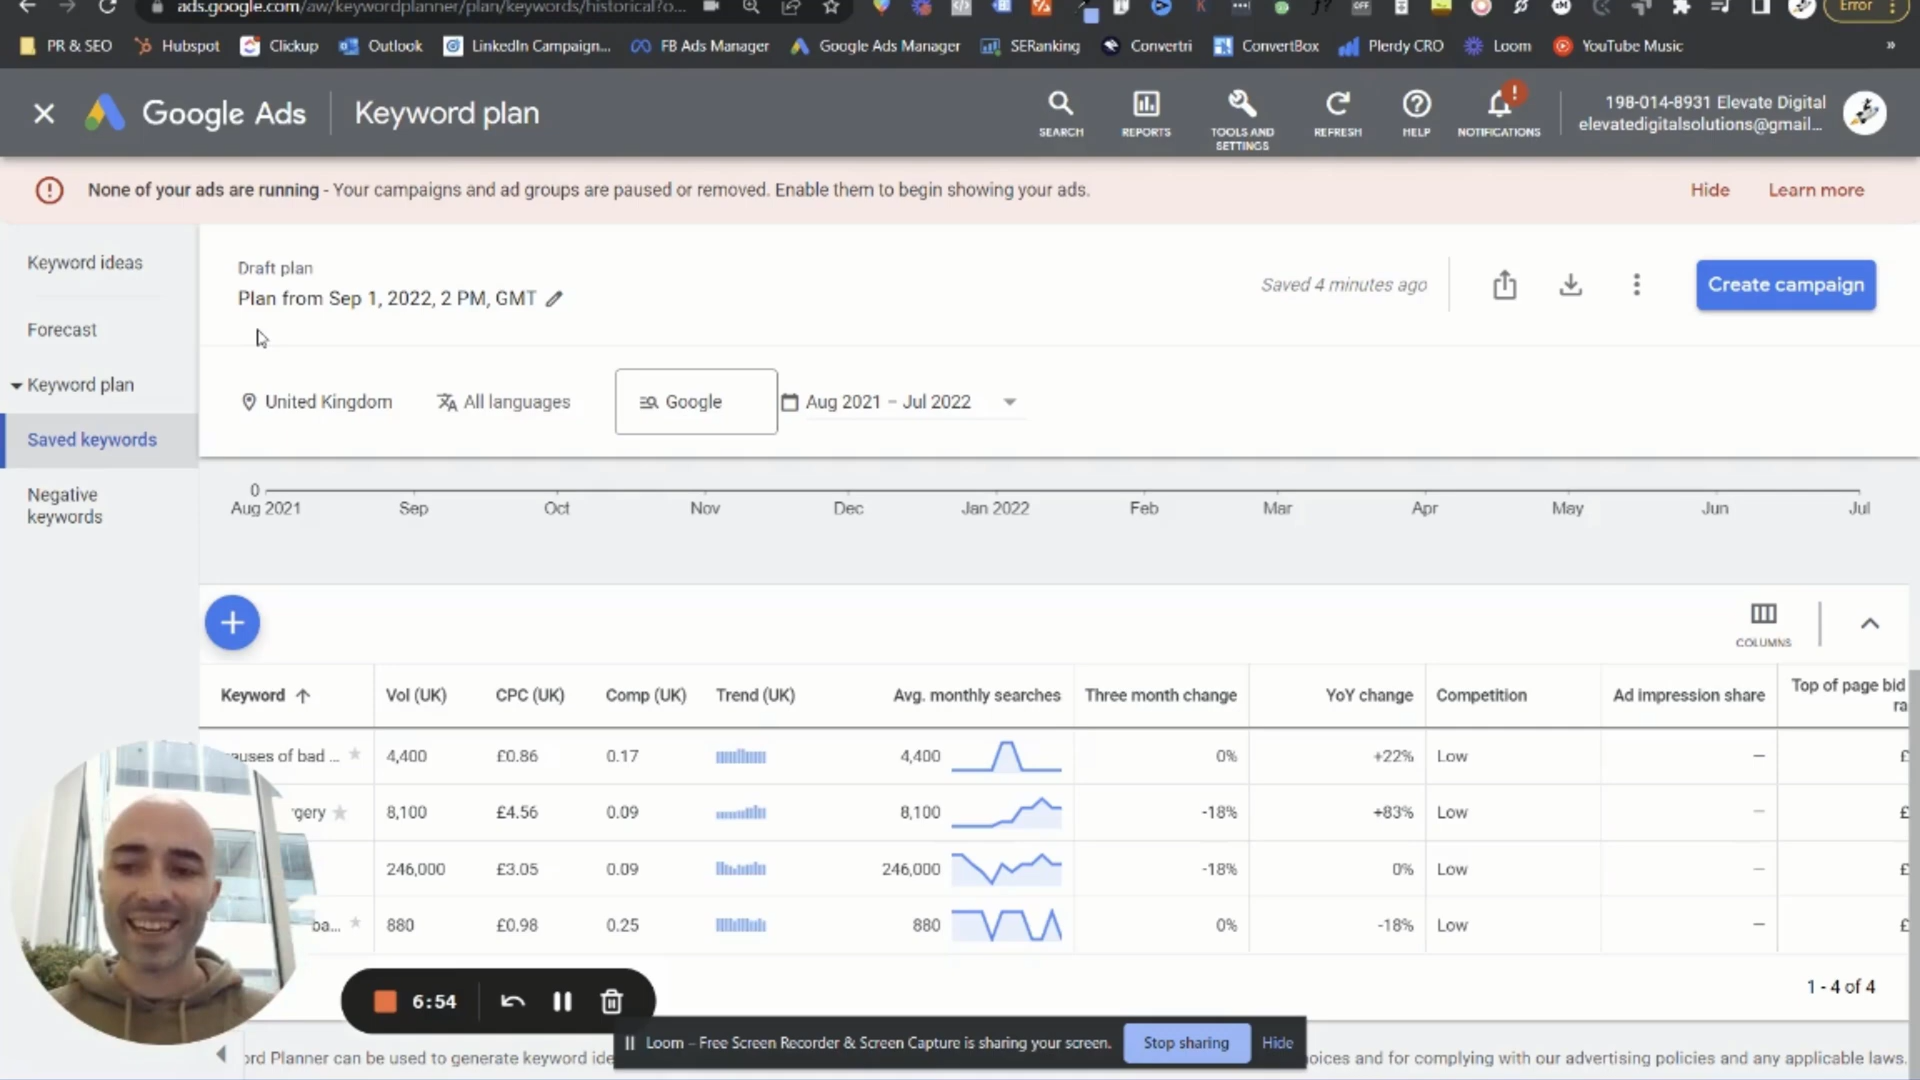 ads.google.com/aw/keywordplanner/plan/keywords/historical?o...
Error
PR & SEO
Hubspot
Clickup
Outlook
LinkedIn Campaign...
FB Ads Manager
Google Ads Manager
SERanking
Convertri
ConvertBox
Plerdy CRO
Loom
YouTube Music
»
Google Ads
Keyword plan
SEARCH
REPORTS
TOOLS AND
SETTINGS
REFRESH
HELP
NOTIFICATIONS
198-014-8931 Elevate Digital
elevatedigitalsolutions@gmail...
None of your ads are running - Your campaigns and ad groups are paused or removed. Enable them to begin showing your ads.
Hide
Learn more
Keyword ideas
Forecast
Keyword plan
Saved keywords
Negative
keywords
Draft plan
Plan from Sep 1, 2022, 2 PM, GMT
Saved 4 minutes ago
Create campaign
United Kingdom
All languages
Google
Aug 2021 – Jul 2022
0
Aug 2021
Sep
Oct
Nov
Dec
Jan 2022
Feb
Mar
Apr
May
Jun
Jul
COLUMNS
Keyword
Vol (UK)
CPC (UK)
Comp (UK)
Trend (UK)
Avg. monthly searches
Three month change
YoY change
Competition
Ad impression share
Top of page bid
ra
auses of bad ...
4,400
£0.86
0.17
4,400
0%
+22%
Low
–
£
rgery
8,100
£4.56
0.09
8,100
-18%
+83%
Low
–
£
246,000
£3.05
0.09
246,000
-18%
0%
Low
–
£
ba...
880
£0.98
0.25
880
0%
-18%
Low
–
£
1 - 4 of 4
6:54
Loom – Free Screen Recorder & Screen Capture is sharing your screen.
Stop sharing
Hide
ord Planner can be used to generate keyword ide
oices and for complying with our advertising policies and any applicable laws.